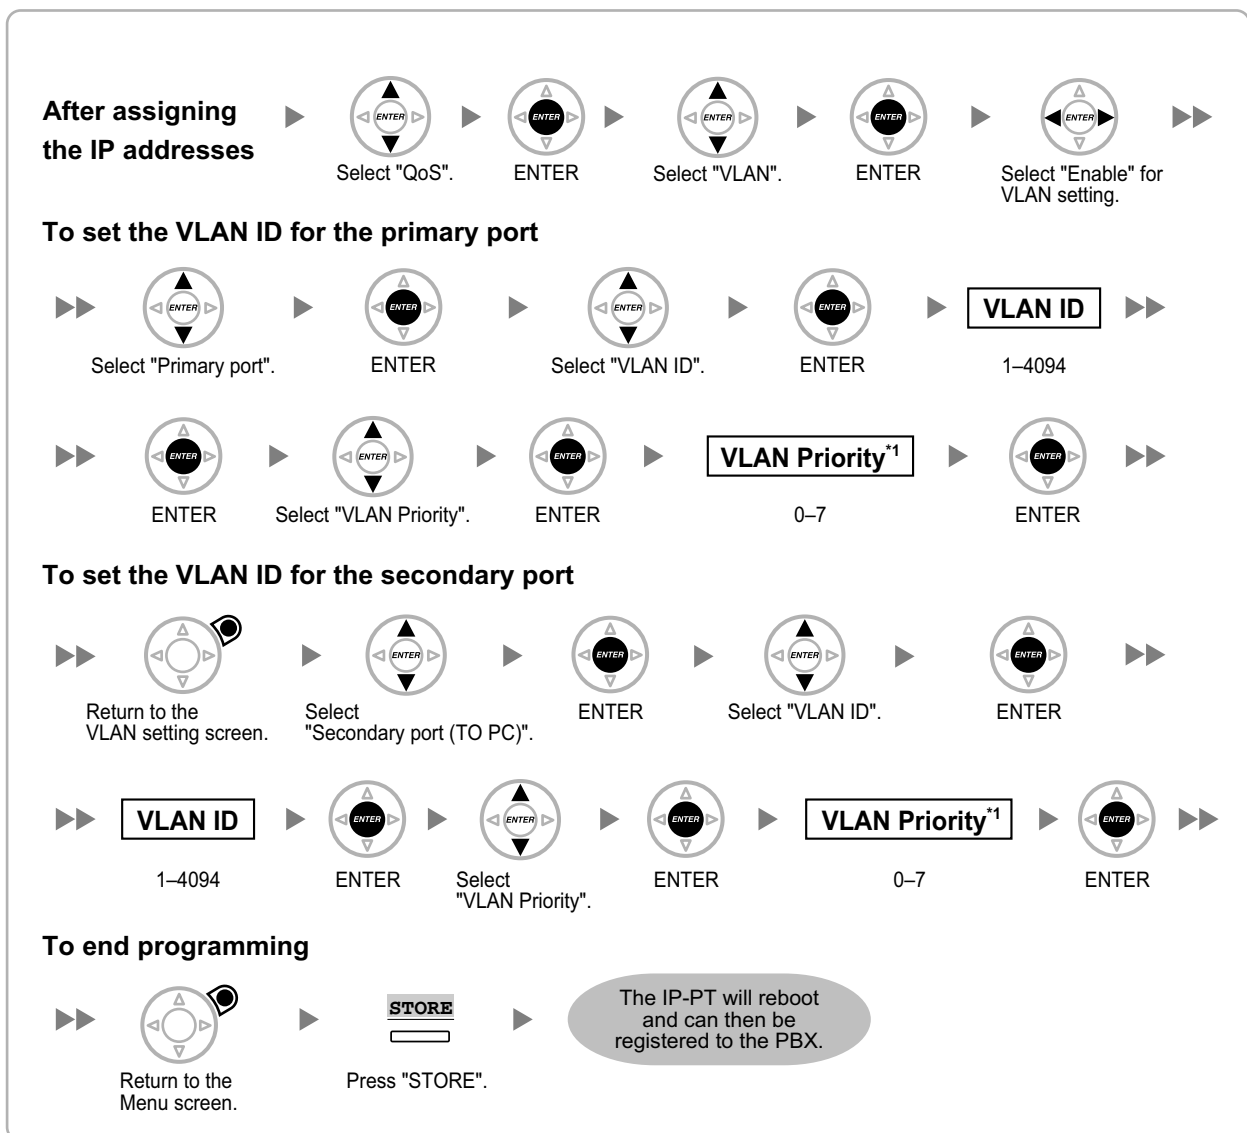 After assigning
the IP addresses
ENTER ENTER ENTER ENTER ENTER
Select "QoS".
ENTER
Select "VLAN".
ENTER
Select "Enable" for
VLAN setting.
To set the VLAN ID for the primary port
ENTER ENTER ENTER ENTER
VLAN ID
Select "Primary port".
ENTER
Select "VLAN ID".
ENTER
1–4094
ENTER ENTER ENTER
VLAN Priority*1
ENTER
ENTER
Select "VLAN Priority".
ENTER
0–7
ENTER
To set the VLAN ID for the secondary port
ENTER ENTER ENTER ENTER
Return to the
VLAN setting screen.
Select
"Secondary port (TO PC)".
ENTER
Select "VLAN ID".
ENTER
VLAN ID
ENTER ENTER ENTER
VLAN Priority*1
ENTER
1–4094
ENTER
Select
"VLAN Priority".
ENTER
0–7
ENTER
To end programming
STORE
The IP-PT will reboot
and can then be
registered to the PBX.
Return to the
Menu screen.
Press "STORE".